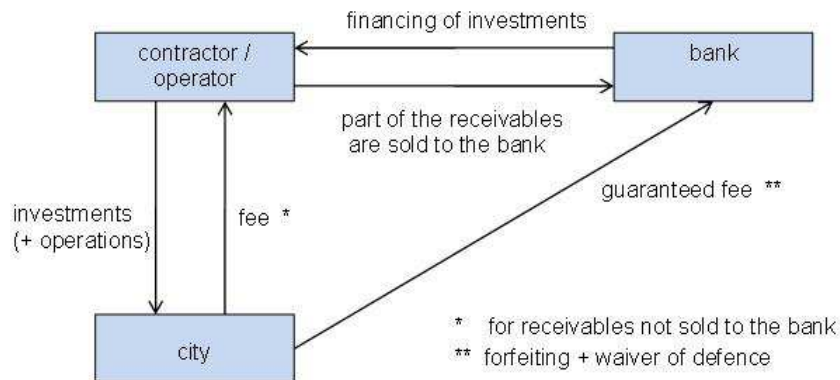 financing of investments
contractor /
operator
bank
part of the receivables
are sold to the bank
guaranteed fee **
investments
(+ operations)
fee *
city
* for receivables not sold to the bank
** forfeiting + waiver of defence